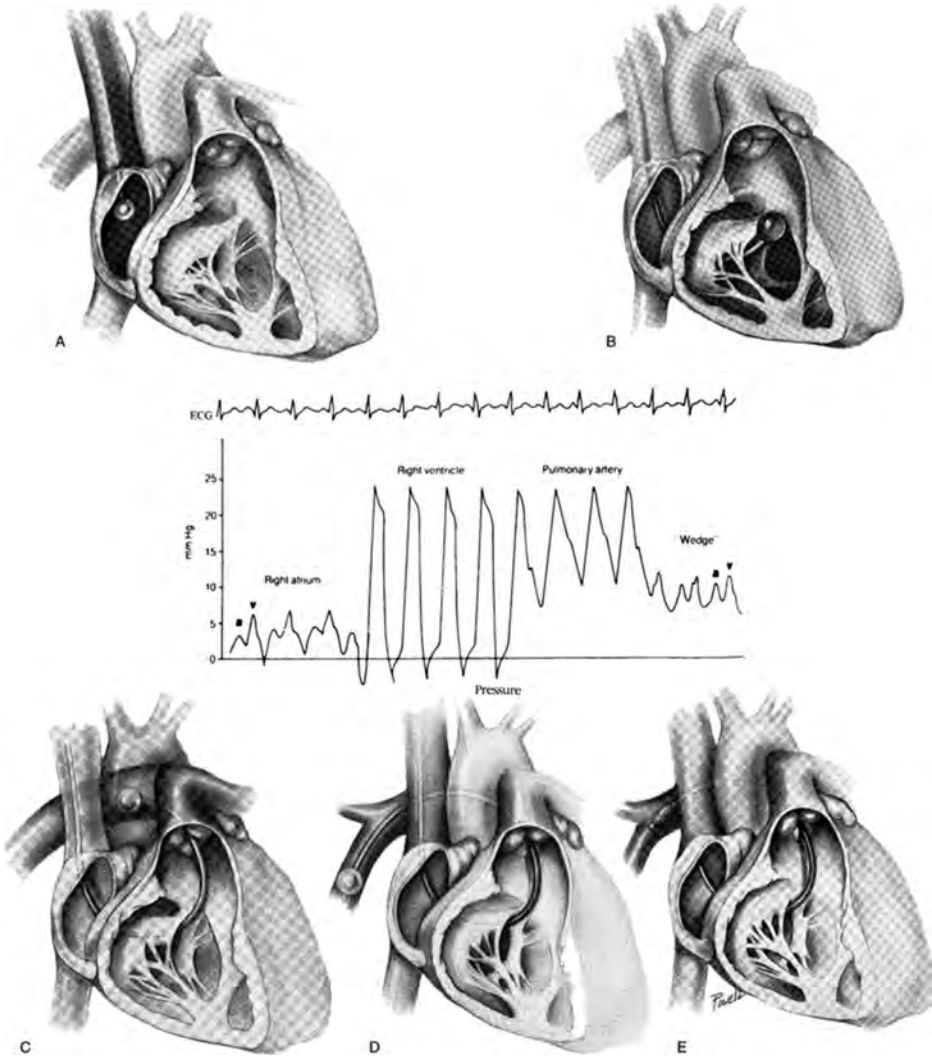 A
B
ECG
25
20
15
10
5
0
mm Hg
Right ventricle
Pulmonary artery
Wedge
Right atrium
a
v
a
v
Pressure
C
D
E